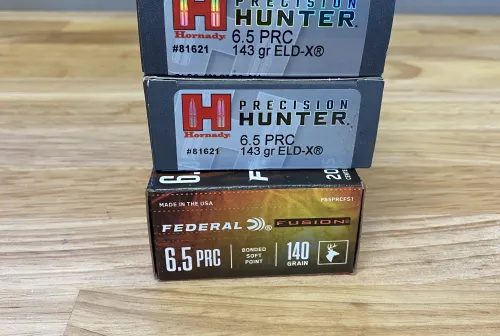 H PRECISION
HUNTER
Hornady 6.5 PRC
#81621 143 gr ELD-X®
H PRECISION
HUNTER
Hornady 6.5 PRC
#81621 143 gr ELD-X®
MADE IN THE USA
FEDERAL® FUSION
6.5 PRC
BONDED
SOFT
POINT
140
GRAIN